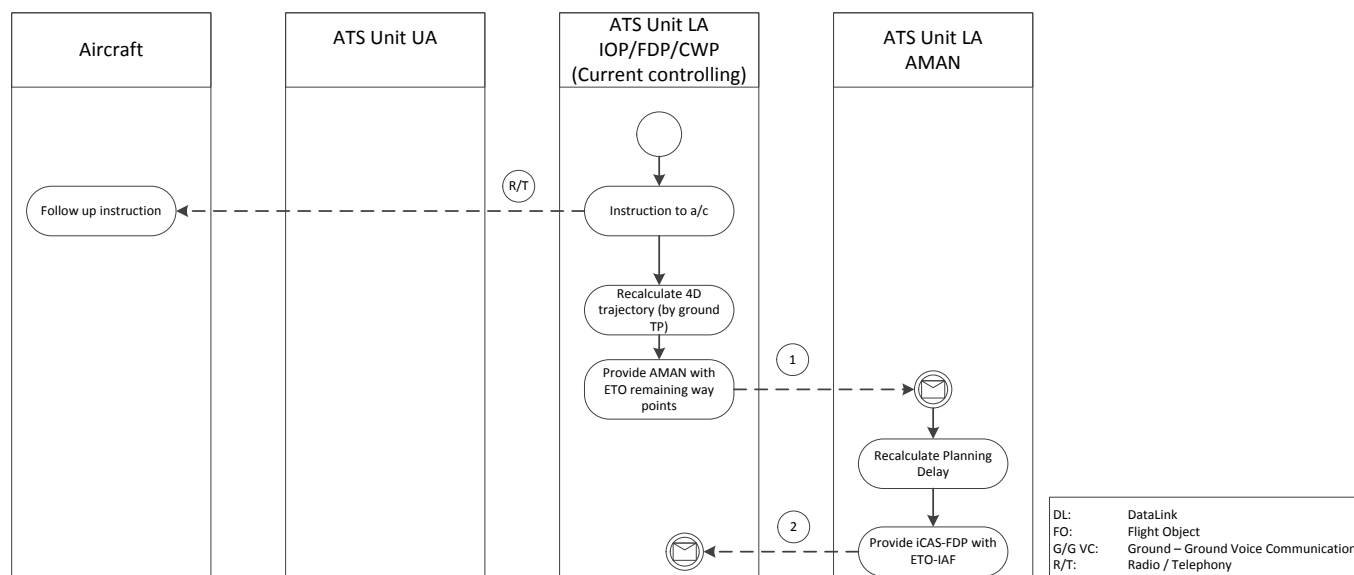 Aircraft
ATS Unit UA
ATS Unit LA
IOP/FDP/CWP
(Current controlling)
ATS Unit LA
AMAN
R/T
Follow up instruction
Instruction to a/c
Recalculate 4D
trajectory (by ground
TP)
1
Provide AMAN with
ETO remaining way
points
Recalculate Planning
Delay
2
Provide iCAS-FDP with
ETO-IAF
DL: DataLink
FO: Flight Object
G/G VC: Ground – Ground Voice Communication
R/T: Radio / Telephony